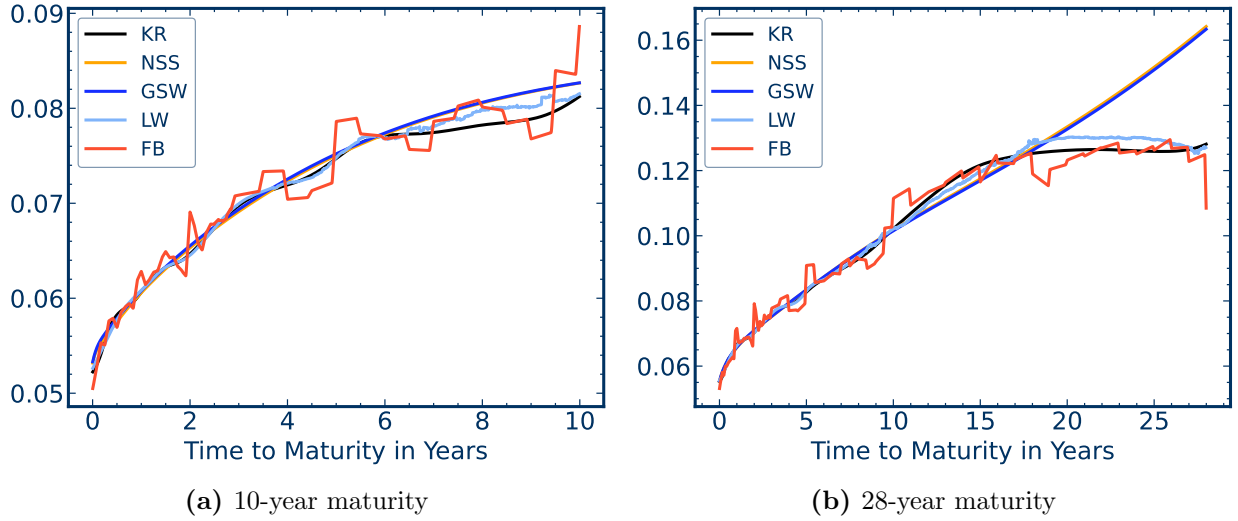 0.09
0.08
0.07
0.06
0.05
KR
NSS
GSW
LW
FB
0 2 4 6 8 10
Time to Maturity in Years
(a) 10-year maturity
0.16
0.14
0.12
0.10
0.08
0.06
KR
NSS
GSW
LW
FB
0 5 10 15 20 25
Time to Maturity in Years
(b) 28-year maturity